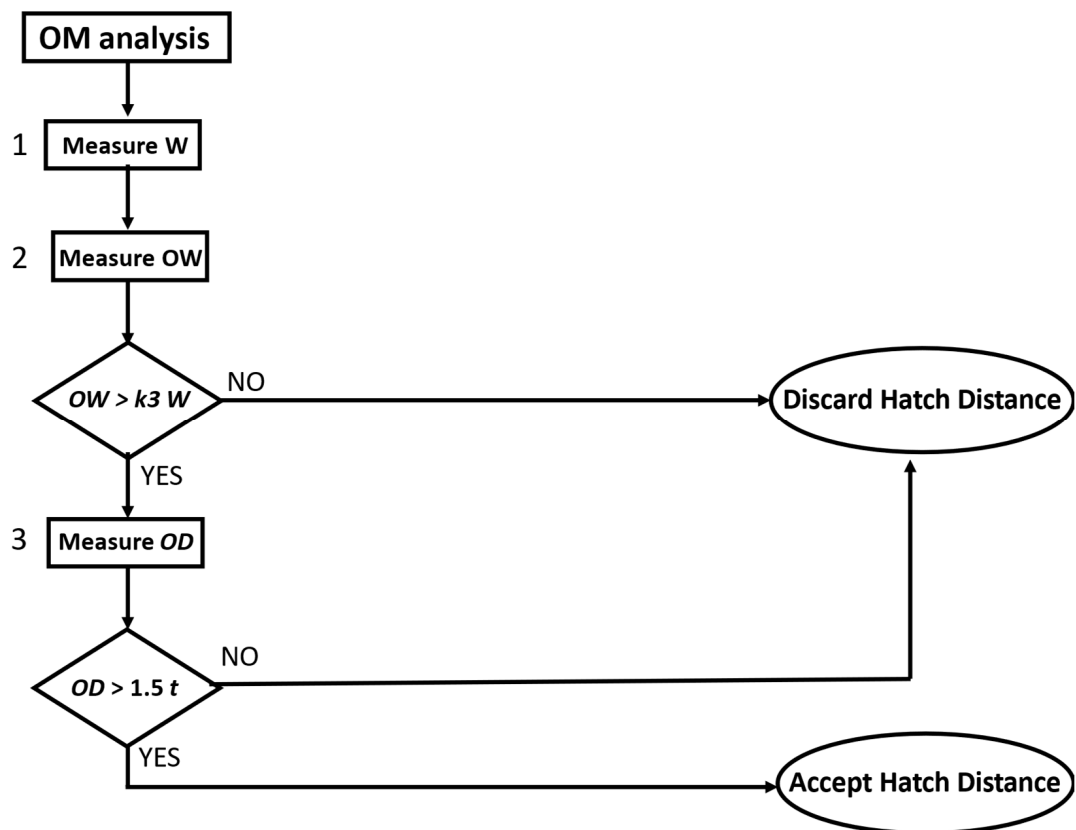 OM analysis
1
Measure W
2
Measure OW
OW > k3 W
NO
Discard Hatch Distance
YES
3
Measure OD
NO
OD > 1.5 t
YES
Accept Hatch Distance